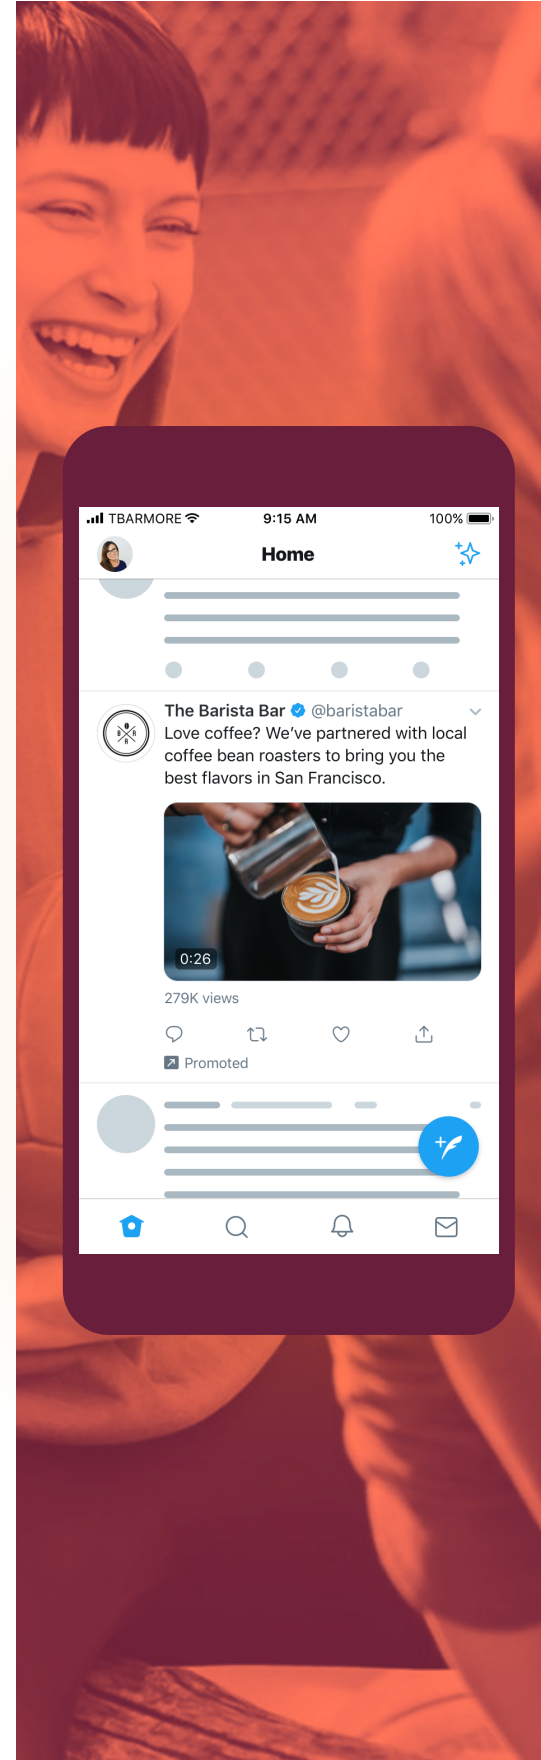 TBARMORE 9:15 AM 100%
Home
The Barista Bar @baristabar
Love coffee? We've partnered with local
coffee bean roasters to bring you the
best flavors in San Francisco.
B R
R
0:26
279K views
Promoted